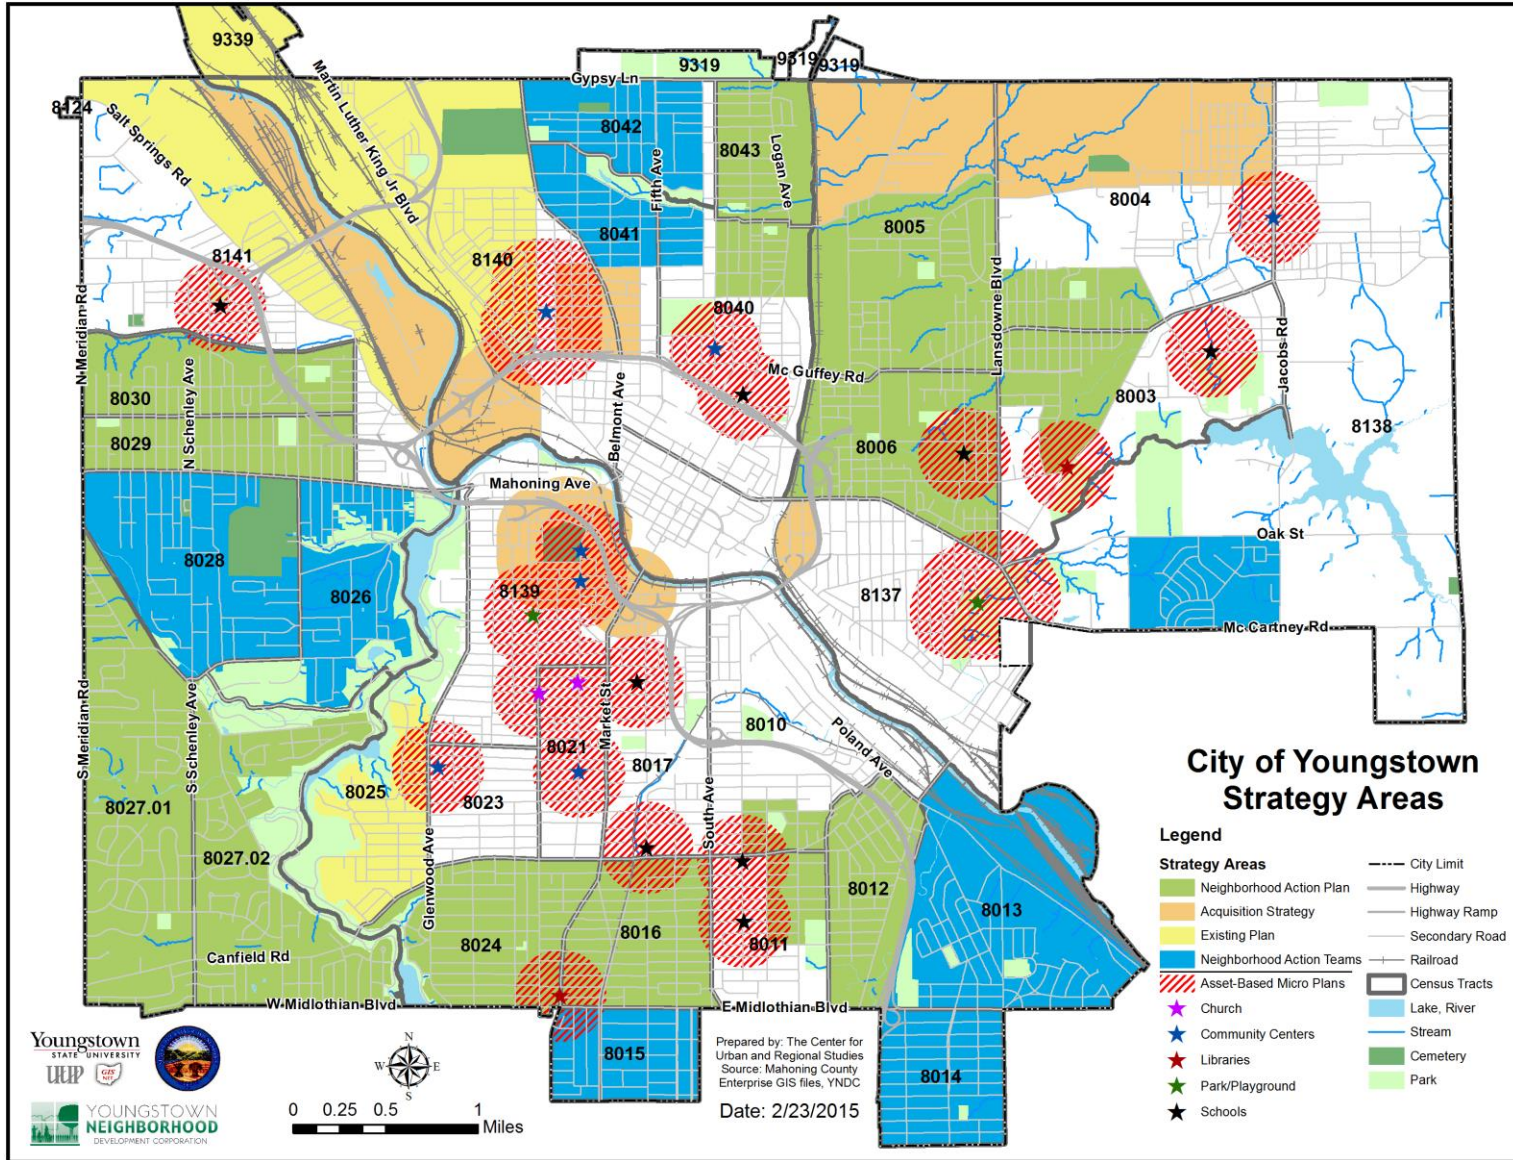 9339
9319
9319
9319
Gypsy Ln
8124
Salt Springs Rd
Martin Luther King Jr Blvd
8042
8043
Logan Ave
Fifth Ave
8004
8005
8041
8140
8141
N Meridian Rd
8040
Lansdowne Blvd
Jacobs Rd
Mc Guffey Rd
8030
N Schenley Ave
8003
Belmont Ave
8029
8006
8138
Mahoning Ave
Oak St
8028
8026
8139
8137
Mc Cartney Rd
S Meridian Rd
S Schenley Ave
Market St
8010
Poland Ave
8021
8017
8025
8023
8027.01
8027.02
Glenwood Ave
South Ave
8012
8013
8024
8016
8011
Canfield Rd
W Midlothian Blvd
E Midlothian Blvd
8015
8014
City of Youngstown
Strategy Areas
Legend
Strategy Areas
Neighborhood Action Plan
Acquisition Strategy
Existing Plan
Neighborhood Action Teams
Asset-Based Micro Plans
Church
Community Centers
Libraries
Park/Playground
Schools
City Limit
Highway
Highway Ramp
Secondary Road
Railroad
Census Tracts
Lake, River
Stream
Cemetery
Park
Youngstown
STATE UNIVERSITY
GIS
YOUNGSTOWN
NEIGHBORHOOD
DEVELOPMENT CORPORATION
N
W E
S
0 0.25 0.5 1
Miles
Prepared by: The Center for
Urban and Regional Studies
Source: Mahoning County
Enterprise GIS files, YNDC
Date: 2/23/2015